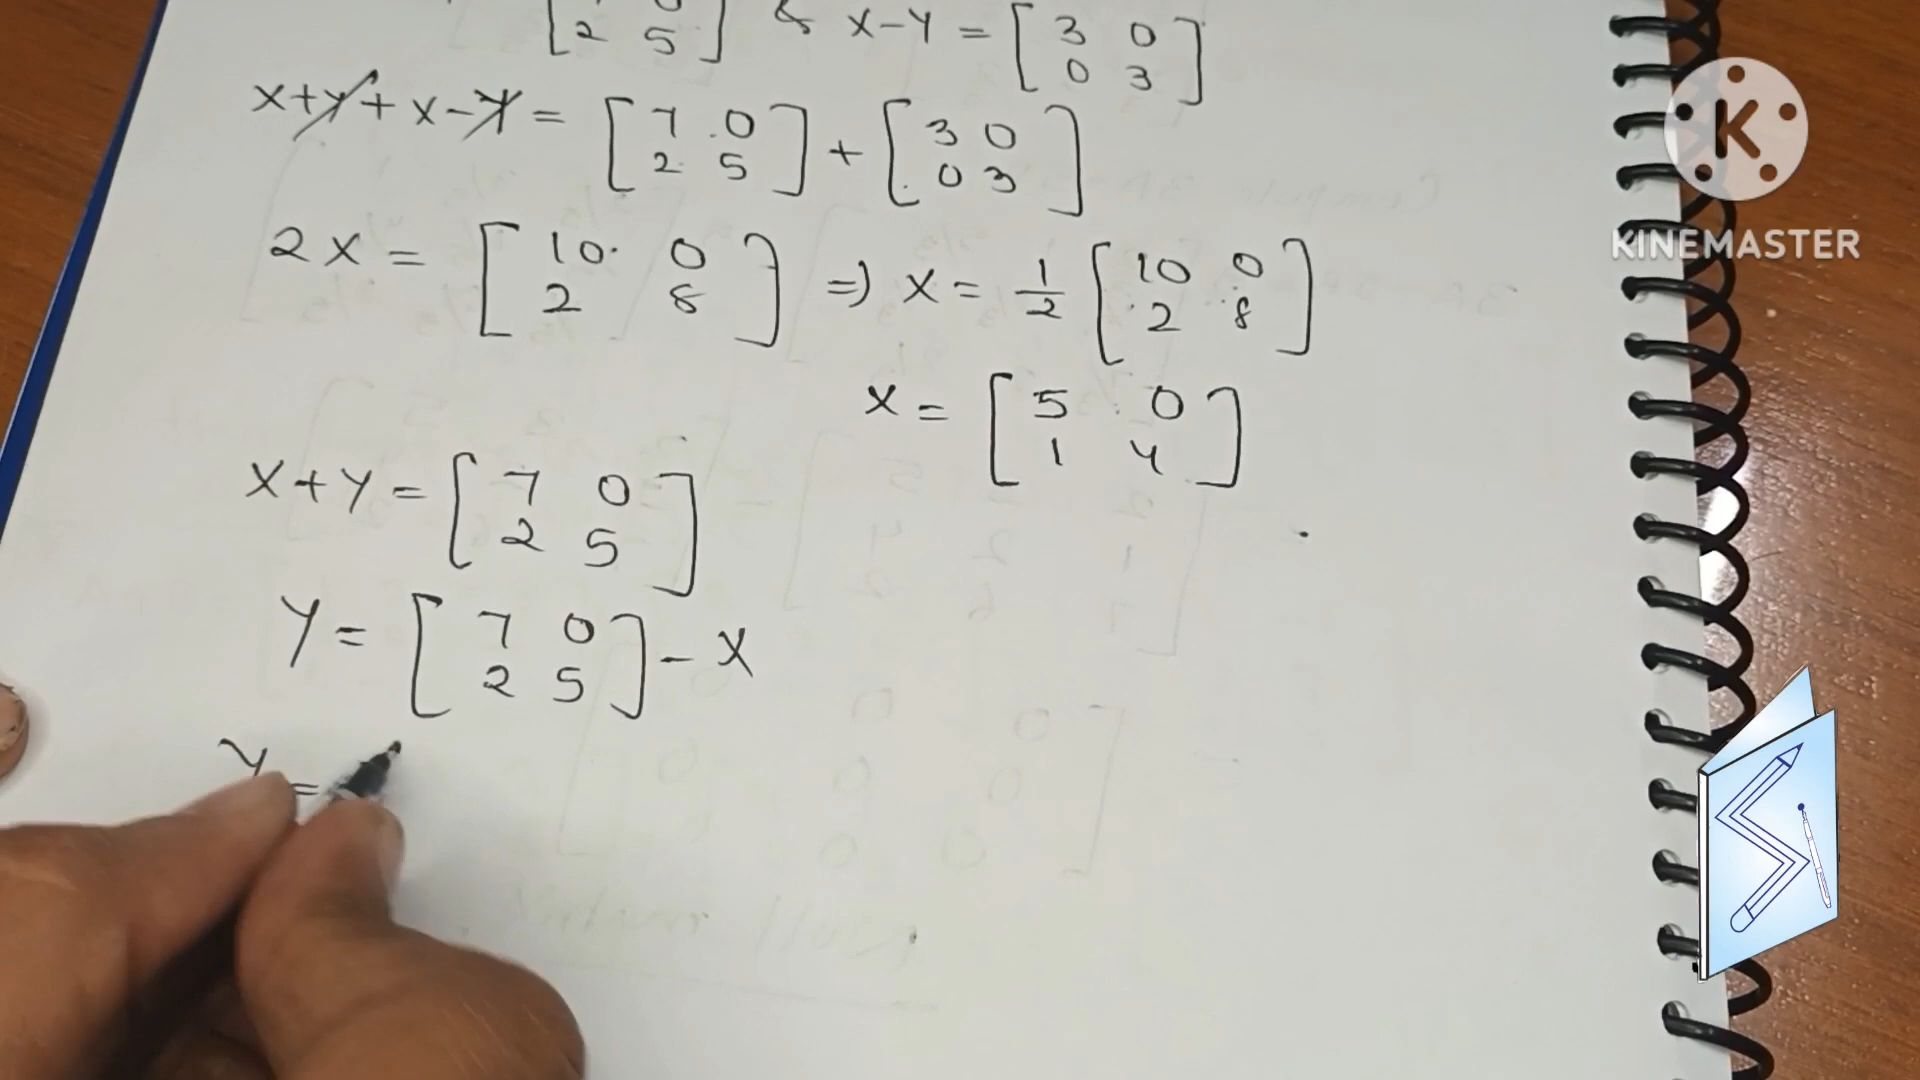 [2 5] & x-y = [3 0
0 3]
x+y+x-y = [7 0
2 5] + [3 0
0 3]
2x = [10 0
2 8] => x = 1/2 [10 0
2 8]
x = [5 0
1 4]
x+y = [7 0
2 5]
y = [7 0
2 5] - x
y =
K
KINEMASTER